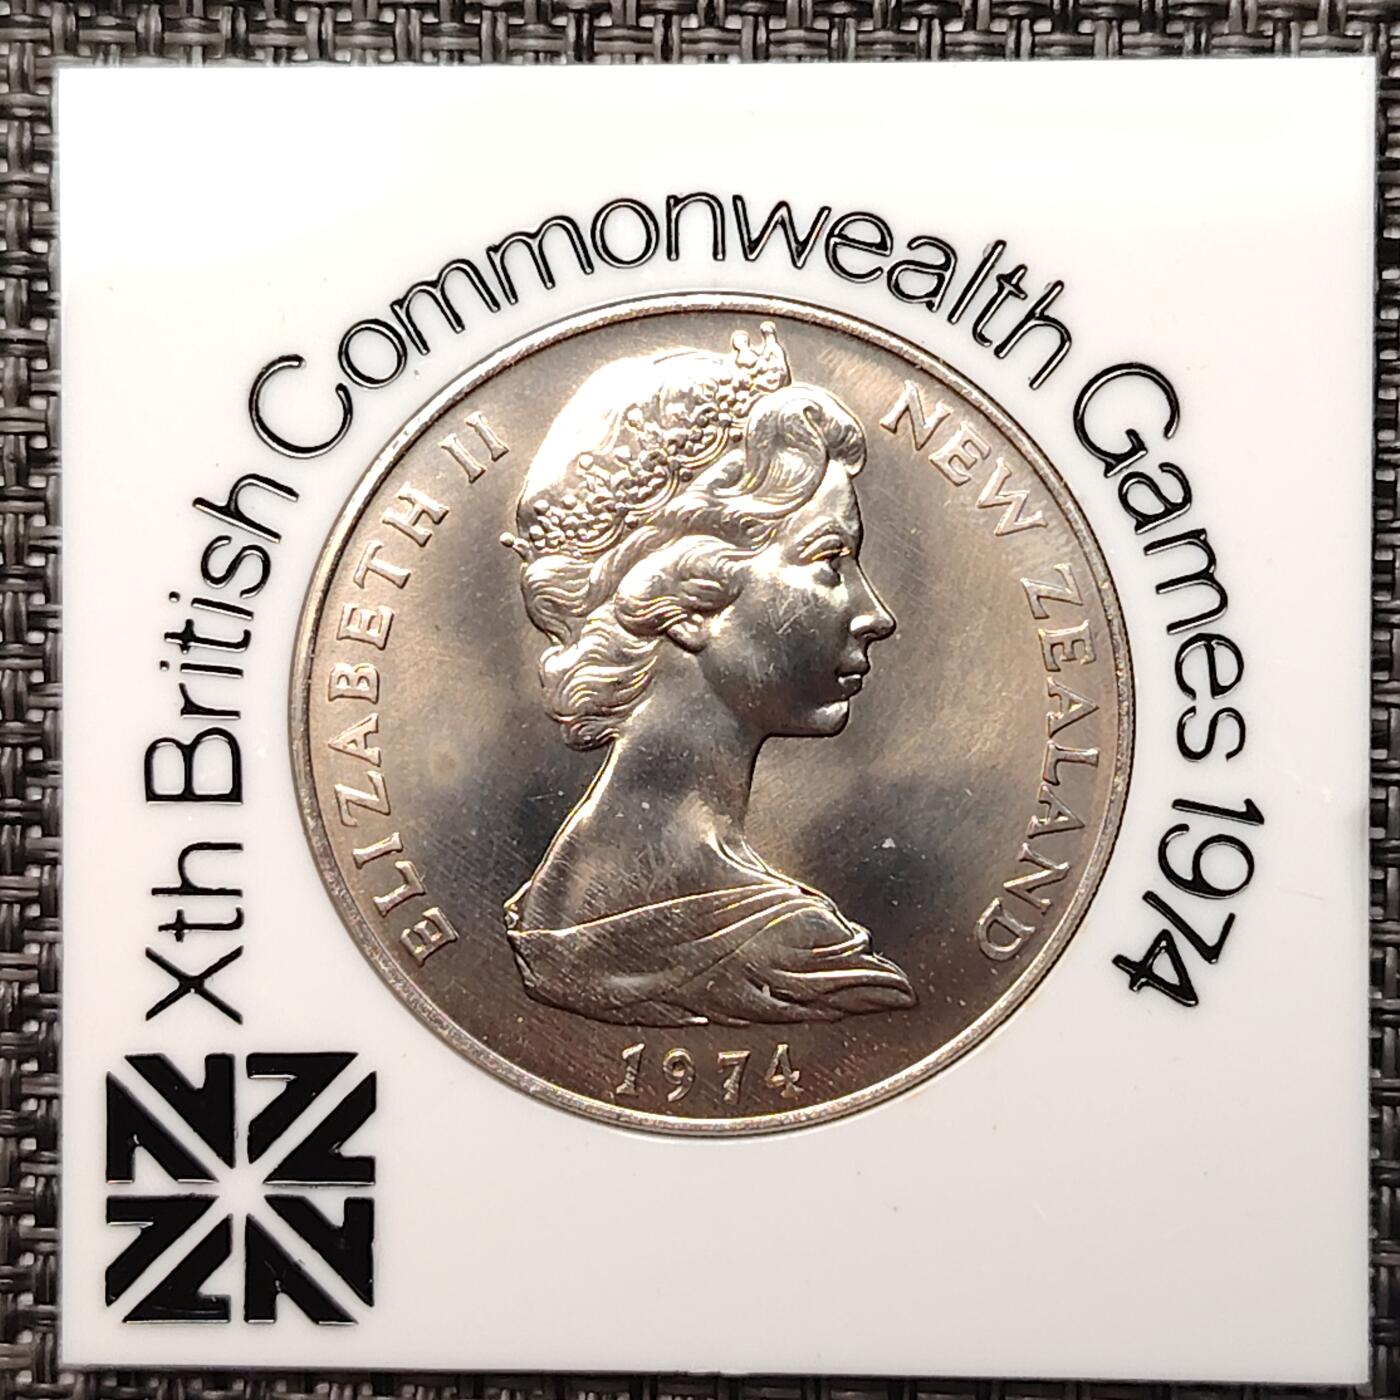 Xth British Commonwealth Games 1974
ELIZABETH II
NEW ZEALAND
1974